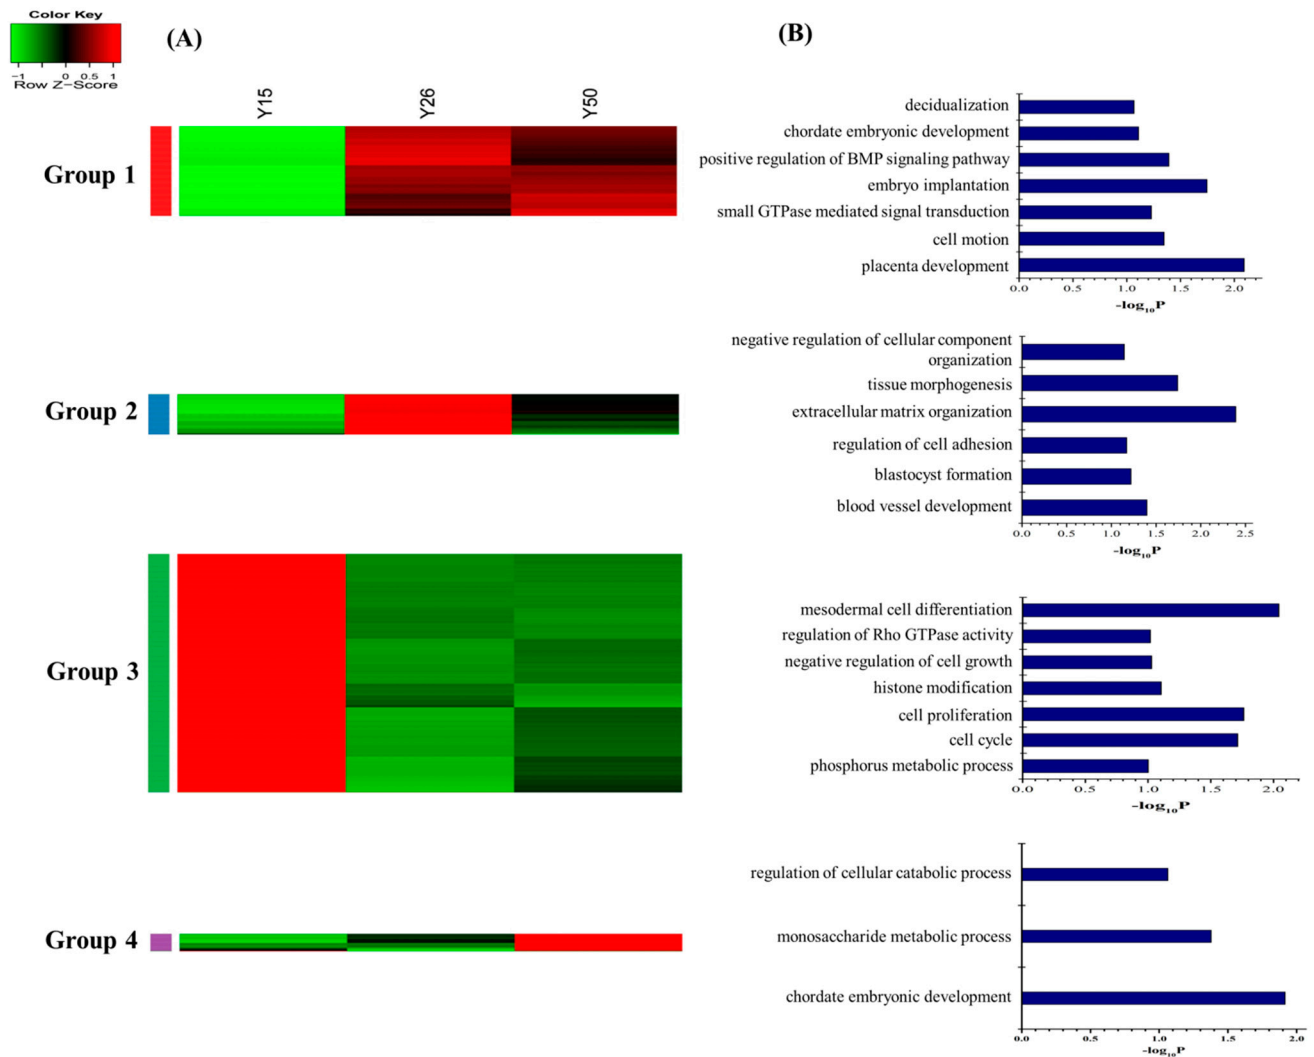 Color Key
-1 0 0.5 1
Row Z-Score
(A)
(B)
Y15 Y26 Y50
Group 1
decidualization
chordate embryonic development
positive regulation of BMP signaling pathway
embryo implantation
small GTPase mediated signal transduction
cell motion
placenta development
0.0 0.5 1.0 1.5 2.0
-log10P
Group 2
negative regulation of cellular component
organization
tissue morphogenesis
extracellular matrix organization
regulation of cell adhesion
blastocyst formation
blood vessel development
0.0 0.5 1.0 1.5 2.0 2.5
-log10P
Group 3
mesodermal cell differentiation
regulation of Rho GTPase activity
negative regulation of cell growth
histone modification
cell proliferation
cell cycle
phosphorus metabolic process
0.0 0.5 1.0 1.5 2.0
-log10P
Group 4
regulation of cellular catabolic process
monosaccharide metabolic process
chordate embryonic development
0.0 0.5 1.0 1.5 2.0
-log10P